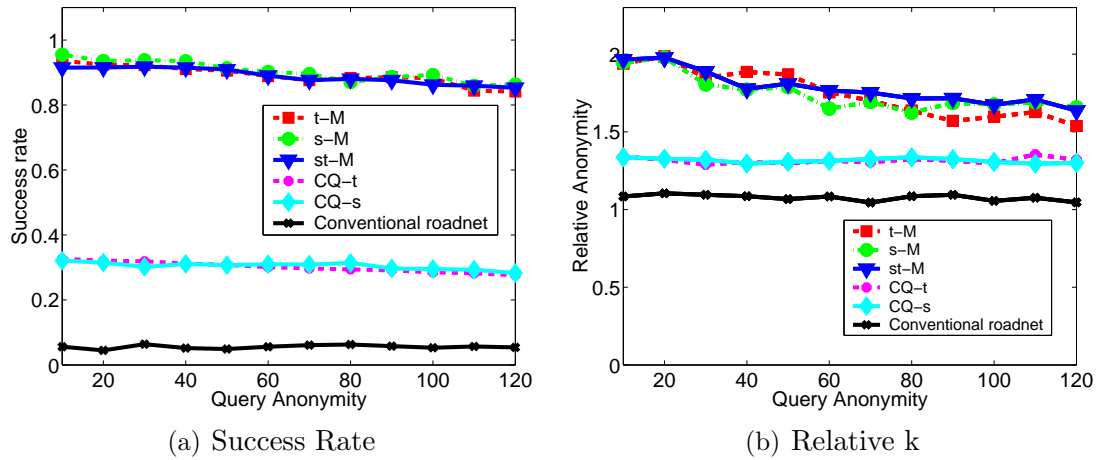 1
0.8
0.6
0.4
0.2
0
20 40 60 80 100 120
Success rate
Query Anonymity
t−M
s−M
st−M
CQ−t
CQ−s
Conventional roadnet
(a) Success Rate
2
1.5
1
0.5
0
20 40 60 80 100 120
Relative Anonymity
Query Anonymity
t−M
s−M
st−M
CQ−t
CQ−s
Conventional roadnet
(b) Relative k